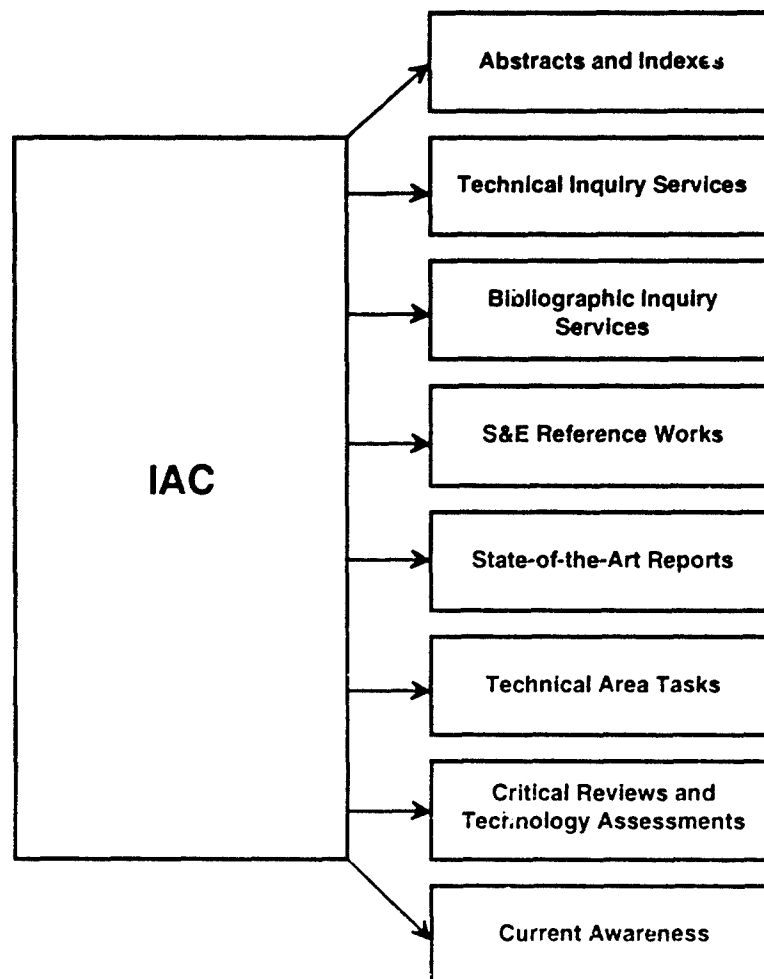 Abstracts and Indexes
Technical Inquiry Services
Bibliographic Inquiry
Services
S&E Reference Works
IAC
State-of-the-Art Reports
Technical Area Tasks
Critical Reviews and
Technology Assessments
Current Awareness